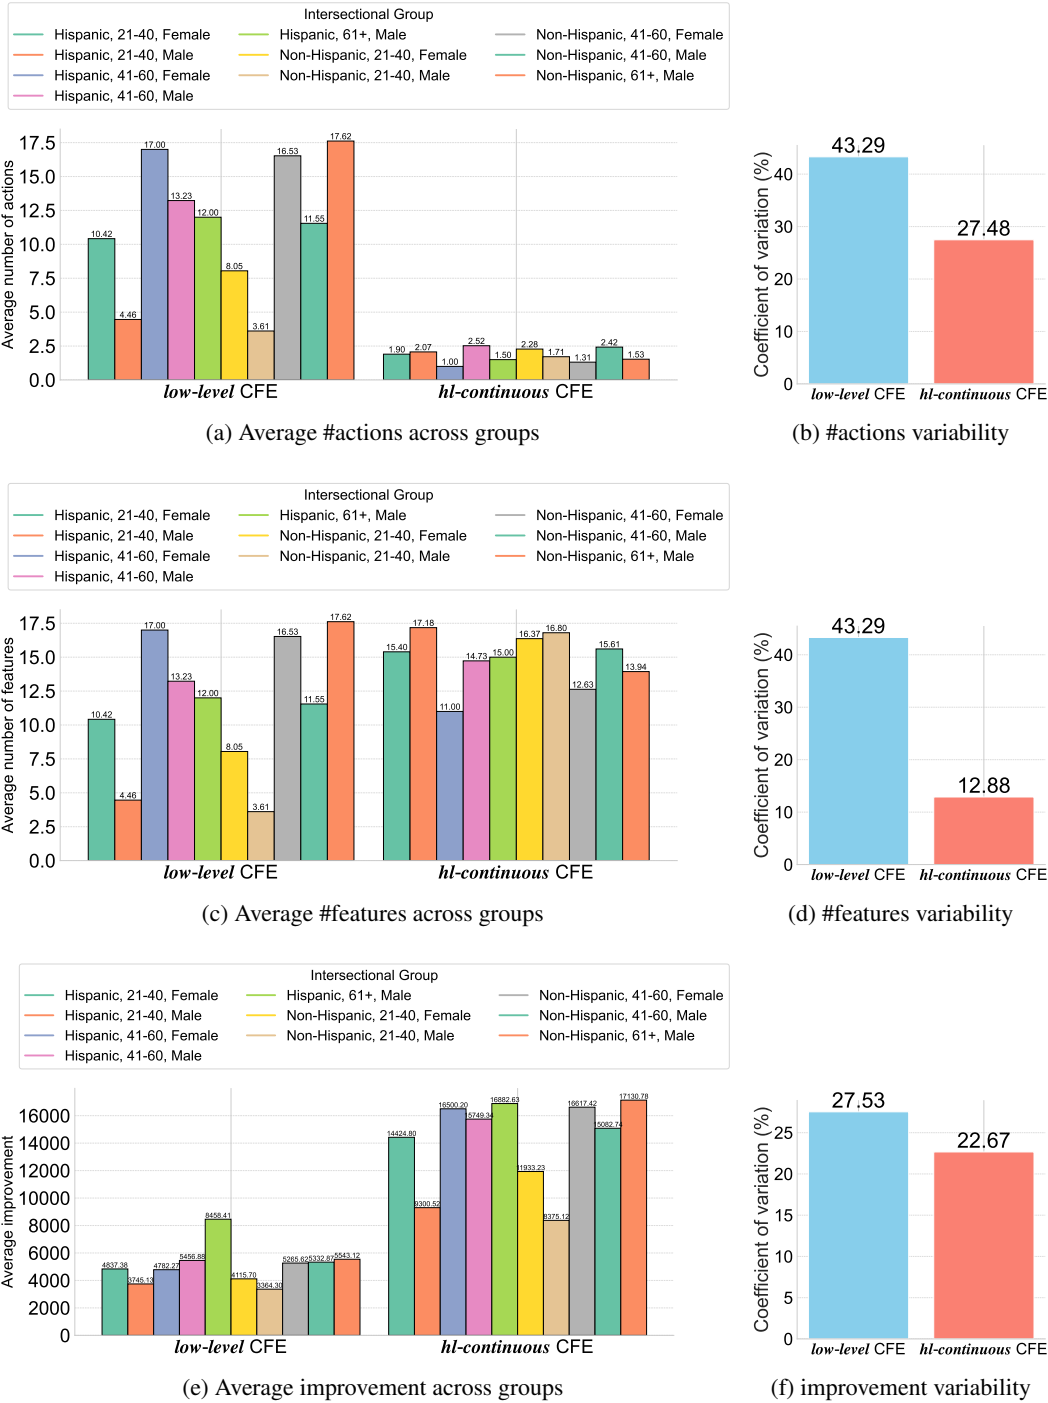 Intersectional Group
Hispanic, 21-40, Female
Hispanic, 61+, Male
Non-Hispanic, 41-60, Female
Hispanic, 21-40, Male
Non-Hispanic, 21-40, Female
Non-Hispanic, 41-60, Male
Hispanic, 41-60, Female
Non-Hispanic, 21-40, Male
Non-Hispanic, 61+, Male
Hispanic, 41-60, Male
Average number of actions
17.5
15.0
12.5
10.0
7.5
5.0
2.5
0.0
10.42
4.46
17.00
13.23
12.00
8.05
3.61
16.53
11.55
17.62
1.90
2.07
1.00
2.52
1.50
2.28
1.71
1.31
2.42
1.53
low-level CFE
hl-continuous CFE
(a) Average #actions across groups
Coefficient of variation (%)
40
30
20
10
0
43.29
27.48
low-level CFE
hl-continuous CFE
(b) #actions variability
Intersectional Group
Hispanic, 21-40, Female
Hispanic, 61+, Male
Non-Hispanic, 41-60, Female
Hispanic, 21-40, Male
Non-Hispanic, 21-40, Female
Non-Hispanic, 41-60, Male
Hispanic, 41-60, Female
Non-Hispanic, 21-40, Male
Non-Hispanic, 61+, Male
Hispanic, 41-60, Male
Average number of features
17.5
15.0
12.5
10.0
7.5
5.0
2.5
0.0
10.42
4.46
17.00
13.23
12.00
8.05
3.61
16.53
11.55
17.62
15.40
17.18
11.00
14.73
15.00
16.37
16.80
12.63
15.61
13.94
low-level CFE
hl-continuous CFE
(c) Average #features across groups
Coefficient of variation (%)
40
30
20
10
0
43.29
12.88
low-level CFE
hl-continuous CFE
(d) #features variability
Intersectional Group
Hispanic, 21-40, Female
Hispanic, 61+, Male
Non-Hispanic, 41-60, Female
Hispanic, 21-40, Male
Non-Hispanic, 21-40, Female
Non-Hispanic, 41-60, Male
Hispanic, 41-60, Female
Non-Hispanic, 21-40, Male
Non-Hispanic, 61+, Male
Hispanic, 41-60, Male
Average improvement
16000
14000
12000
10000
8000
6000
4000
2000
0
4837.38
3745.13
4782.27
5456.88
8458.41
4115.70
3364.30
5265.62
5332.87
5543.12
14424.80
9300.52
16500.20
15749.34
16882.63
11933.23
8375.12
16617.42
15082.74
17130.78
low-level CFE
hl-continuous CFE
(e) Average improvement across groups
Coefficient of variation (%)
25
20
15
10
5
0
27.53
22.67
low-level CFE
hl-continuous CFE
(f) improvement variability